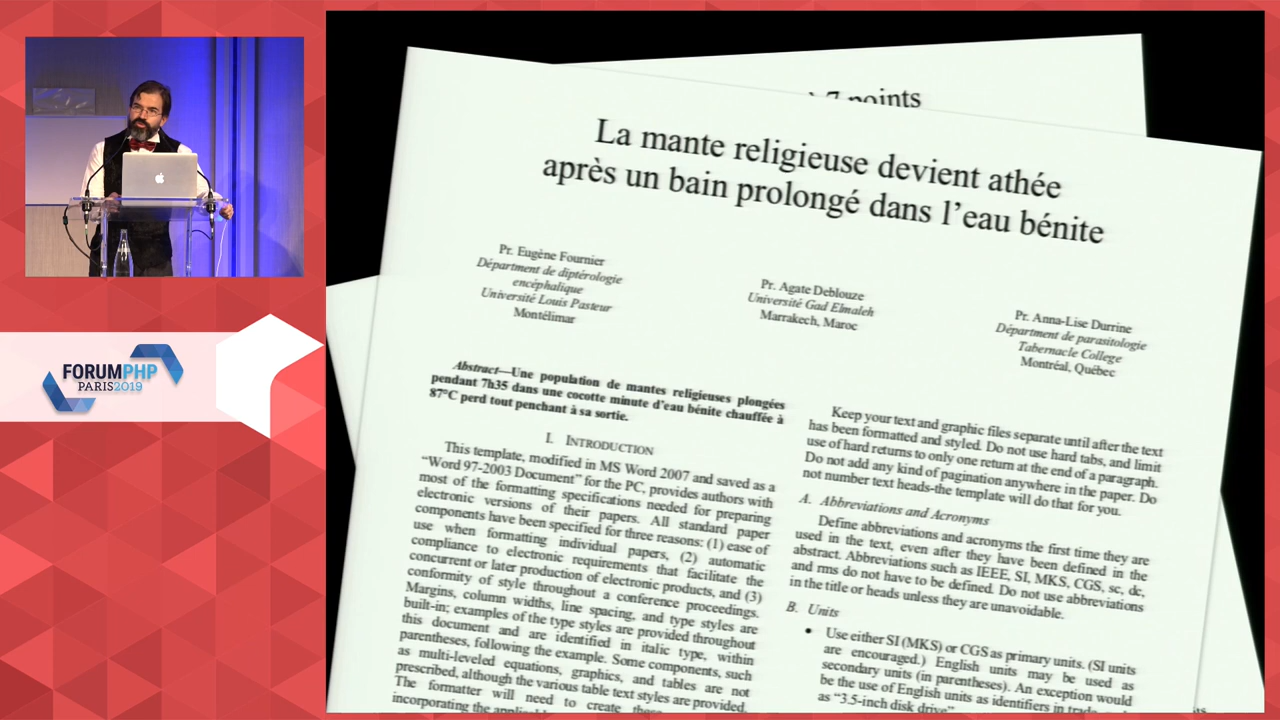 FORUMPHP
PARIS2019
7 points
La mante religieuse devient athée
après un bain prolongé dans l'eau bénite
Pr. Eugène Fournier
Départment de diptérologie
encéphalique
Université Louis Pasteur
Montélimar
Pr. Agate Deblouze
Université Gad Elmaleh
Marrakech, Maroc
Pr. Anna-Lise Durrine
Départment de parasitologie
Tabernacle College
Montréal, Québec
Abstract—Une population de mantes religieuses plongées
pendant 7h35 dans une cocotte minute d'eau bénite chauffée à
87°C perd tout penchant à sa sortie.
I. INTRODUCTION
This template, modified in MS Word 2007 and saved as a
"Word 97-2003 Document" for the PC, provides authors with
most of the formatting specifications needed for preparing
electronic versions of their papers. All standard paper
components have been specified for three reasons: (1) ease of
use when formatting individual papers, (2) automatic
compliance to electronic requirements that facilitate the
concurrent or later production of electronic products, and (3)
conformity of style throughout a conference proceedings.
Margins, column widths, line spacing, and type styles are
built-in; examples of the type styles are provided throughout
this document and are identified in italic type, within
parentheses, following the example. Some components, such
as multi-leveled equations, graphics, and tables are not
prescribed, although the various table text styles are provided.
The formatter will need to create these
incorporating the
Keep your text and graphic files separate until after the text
has been formatted and styled. Do not use hard tabs, and limit
use of hard returns to only one return at the end of a paragraph.
Do not add any kind of pagination anywhere in the paper. Do
not number text heads-the template will do that for you.
A. Abbreviations and Acronyms
Define abbreviations and acronyms the first time they are
used in the text, even after they have been defined in the
abstract. Abbreviations such as IEEE, SI, MKS, CGS, sc, dc,
and rms do not have to be defined. Do not use abbreviations
in the title or heads unless they are unavoidable.
B. Units
• Use either SI (MKS) or CGS as primary units. (SI units
are encouraged.) English units may be used as
secondary units (in parentheses). An exception would
be the use of English units as identifiers in trade
as "3.5-inch disk drive"